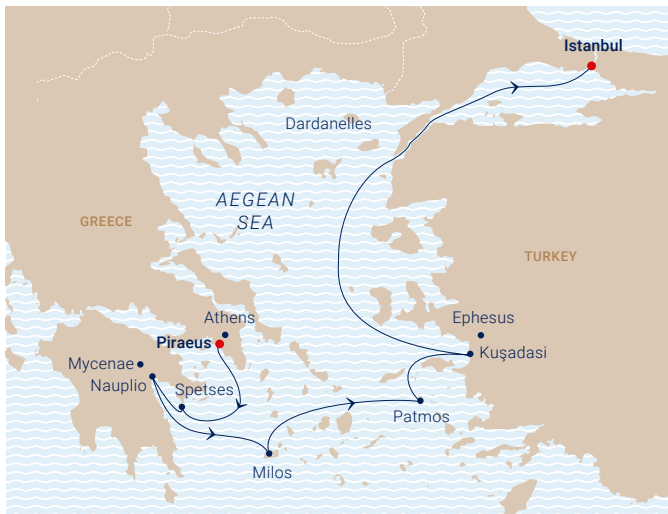 Istanbul
Dardanelles
AEGEAN
SEA
GREECE
TURKEY
Athens
Ephesus
Piraeus
Kuşadasi
Mycenae
Nauplio
Spetses
Patmos
Milos